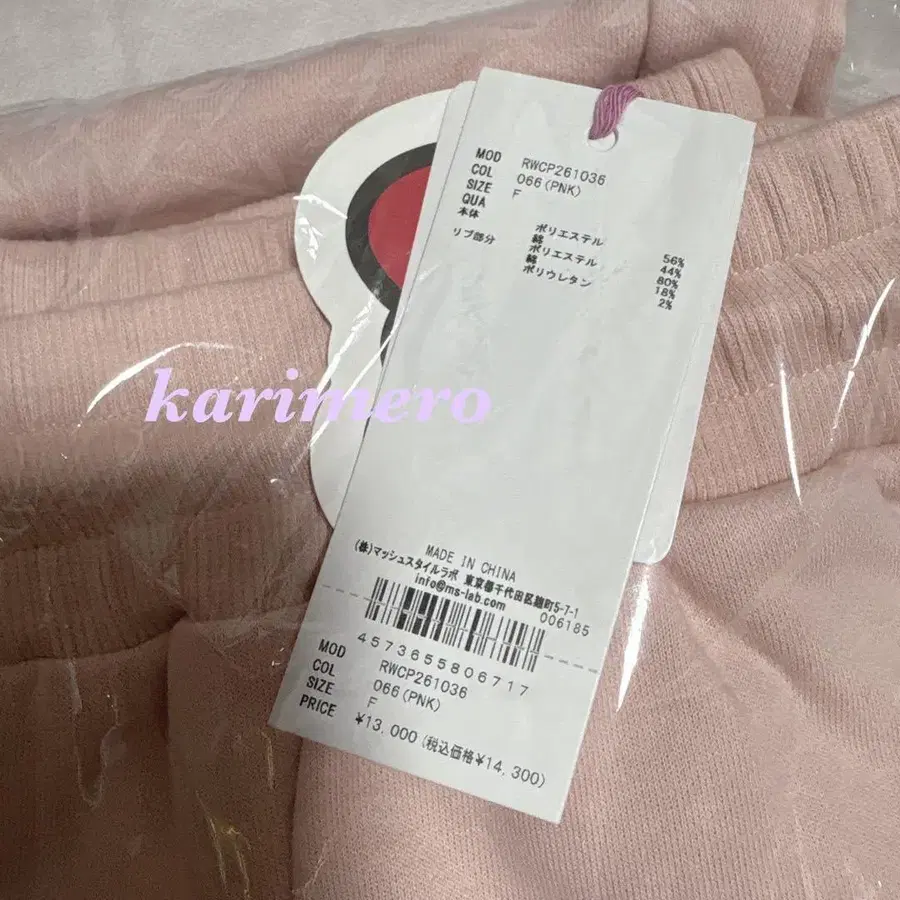 MOD RWCP261036
COL 066(PNK)
SIZE F
QUA
本体 ポリエステル 56%
綿 44%
リブ部分 ポリエステル 80%
綿 18%
ポリウレタン 2%
karimero
MADE IN CHINA
(株)マッシュスタイルラボ 東京都千代田区麹町5-7-1
info@ms-lab.com
006185
4573655806717
MOD RWCP261036
COL 066(PNK)
SIZE F
PRICE ¥13,000 (税込価格¥14,300)